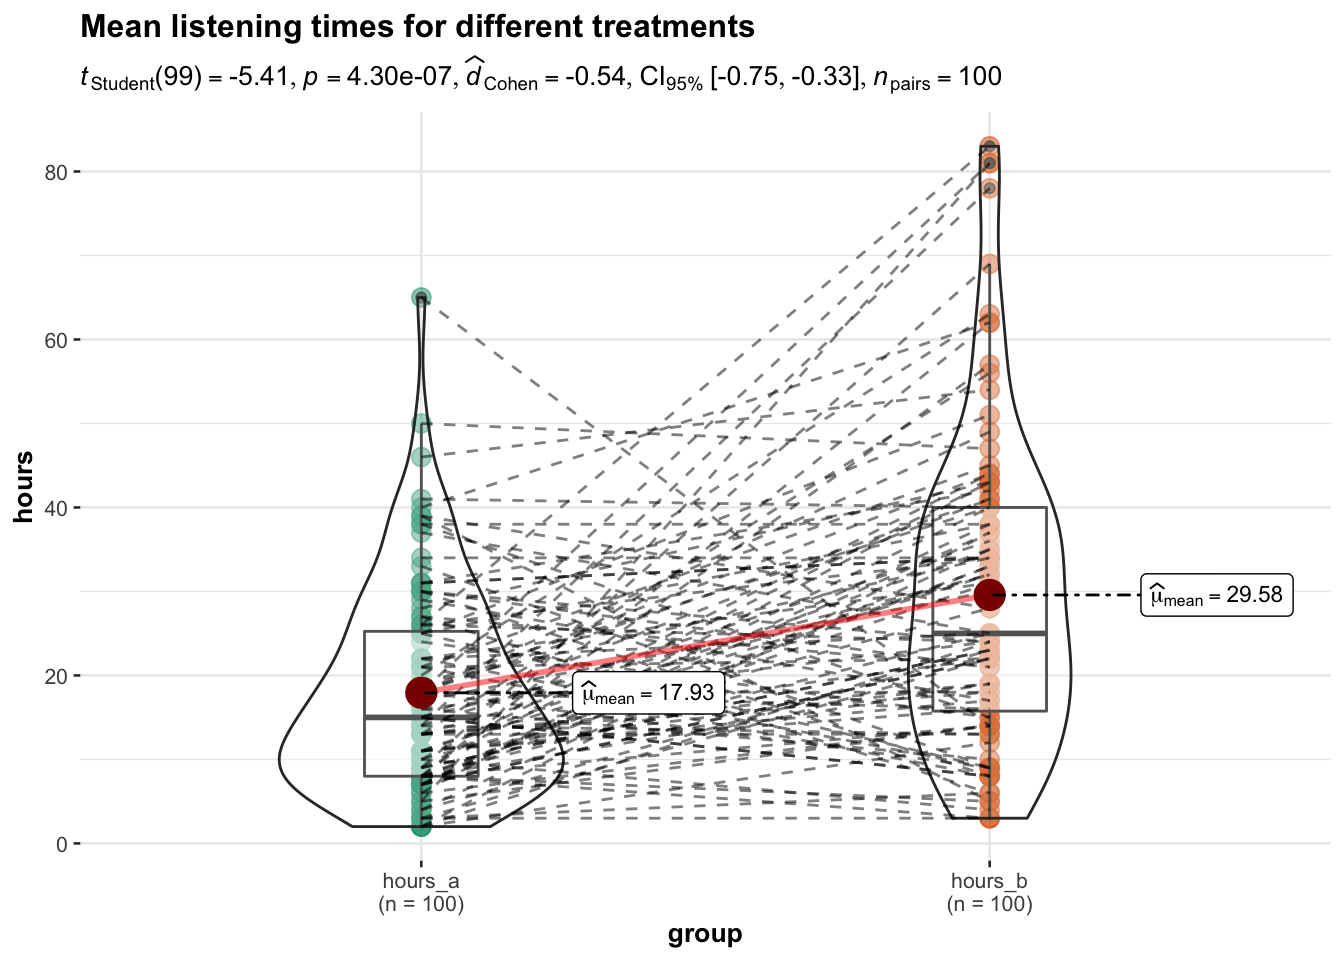 Mean listening times for different treatments
t Student(99) = -5.41, p = 4.30e-07, d̂ Cohen = -0.54, CI95% [-0.75, -0.33], n pairs = 100
80
60
40
20
0
hours
μ̂ mean = 29.58
μ̂ mean = 17.93
hours_a
(n = 100)
hours_b
(n = 100)
group